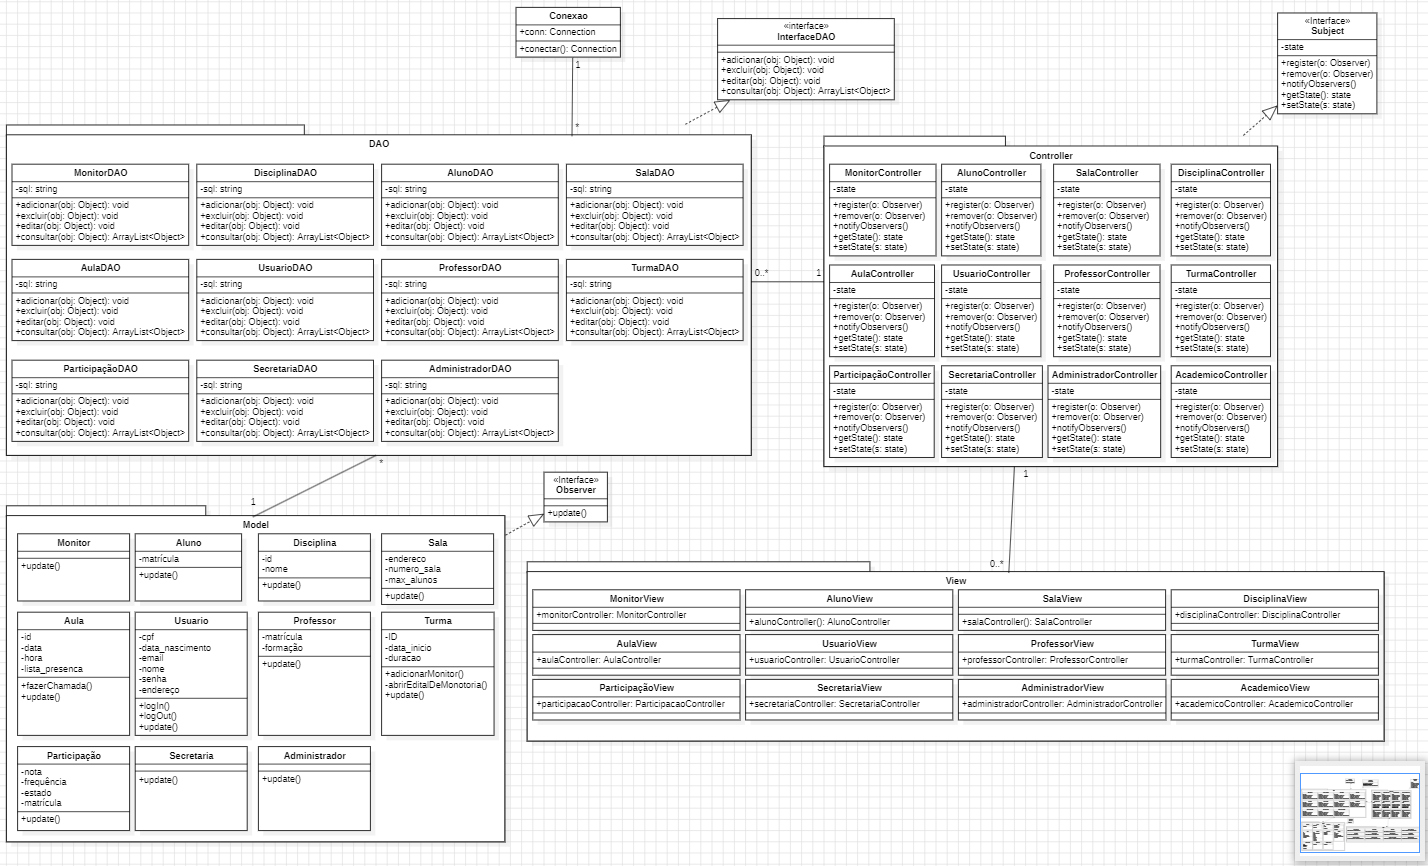 Conexao
+conn: Connection
+conectar(): Connection
1
*
«interface»
InterfaceDAO
+adicionar(obj: Object): void
+excluir(obj: Object): void
+editar(obj: Object): void
+consultar(obj: Object): ArrayList<Object>
«Interface»
Subject
-state
+register(o: Observer)
+remover(o: Observer)
+notifyObservers()
+getState(): state
+setState(s: state)
DAO
MonitorDAO
-sql: string
+adicionar(obj: Object): void
+excluir(obj: Object): void
+editar(obj: Object): void
+consultar(obj: Object): ArrayList<Object>
DisciplinaDAO
-sql: string
+adicionar(obj: Object): void
+excluir(obj: Object): void
+editar(obj: Object): void
+consultar(obj: Object): ArrayList<Object>
AlunoDAO
-sql: string
+adicionar(obj: Object): void
+excluir(obj: Object): void
+editar(obj: Object): void
+consultar(obj: Object): ArrayList<Object>
SalaDAO
-sql: string
+adicionar(obj: Object): void
+excluir(obj: Object): void
+editar(obj: Object): void
+consultar(obj: Object): ArrayList<Object>
AulaDAO
-sql: string
+adicionar(obj: Object): void
+excluir(obj: Object): void
+editar(obj: Object): void
+consultar(obj: Object): ArrayList<Object>
UsuarioDAO
-sql: string
+adicionar(obj: Object): void
+excluir(obj: Object): void
+editar(obj: Object): void
+consultar(obj: Object): ArrayList<Object>
ProfessorDAO
-sql: string
+adicionar(obj: Object): void
+excluir(obj: Object): void
+editar(obj: Object): void
+consultar(obj: Object): ArrayList<Object>
TurmaDAO
-sql: string
+adicionar(obj: Object): void
+excluir(obj: Object): void
+editar(obj: Object): void
+consultar(obj: Object): ArrayList<Object>
ParticipaçãoDAO
-sql: string
+adicionar(obj: Object): void
+excluir(obj: Object): void
+editar(obj: Object): void
+consultar(obj: Object): ArrayList<Object>
SecretariaDAO
-sql: string
+adicionar(obj: Object): void
+excluir(obj: Object): void
+editar(obj: Object): void
+consultar(obj: Object): ArrayList<Object>
AdministradorDAO
-sql: string
+adicionar(obj: Object): void
+excluir(obj: Object): void
+editar(obj: Object): void
+consultar(obj: Object): ArrayList<Object>
0..*
1
Controller
MonitorController
-state
+register(o: Observer)
+remover(o: Observer)
+notifyObservers()
+getState(): state
+setState(s: state)
AlunoController
-state
+register(o: Observer)
+remover(o: Observer)
+notifyObservers()
+getState(): state
+setState(s: state)
SalaController
-state
+register(o: Observer)
+remover(o: Observer)
+notifyObservers()
+getState(): state
+setState(s: state)
DisciplinaController
-state
+register(o: Observer)
+remover(o: Observer)
+notifyObservers()
+getState(): state
+setState(s: state)
AulaController
-state
+register(o: Observer)
+remover(o: Observer)
+notifyObservers()
+getState(): state
+setState(s: state)
UsuarioController
-state
+register(o: Observer)
+remover(o: Observer)
+notifyObservers()
+getState(): state
+setState(s: state)
ProfessorController
-state
+register(o: Observer)
+remover(o: Observer)
+notifyObservers()
+getState(): state
+setState(s: state)
TurmaController
-state
+register(o: Observer)
+remover(o: Observer)
+notifyObservers()
+getState(): state
+setState(s: state)
ParticipaçãoController
-state
+register(o: Observer)
+remover(o: Observer)
+notifyObservers()
+getState(): state
+setState(s: state)
SecretariaController
-state
+register(o: Observer)
+remover(o: Observer)
+notifyObservers()
+getState(): state
+setState(s: state)
AdministradorController
-state
+register(o: Observer)
+remover(o: Observer)
+notifyObservers()
+getState(): state
+setState(s: state)
AcademicoController
-state
+register(o: Observer)
+remover(o: Observer)
+notifyObservers()
+getState(): state
+setState(s: state)
*
1
1
0..*
«Interface»
Observer
+update()
Model
Monitor
+update()
Aluno
-matrícula
+update()
Disciplina
-id
-nome
+update()
Sala
-endereco
-numero_sala
-max_alunos
+update()
Aula
-id
-data
-hora
-lista_presenca
+fazerChamada()
+update()
Usuario
-cpf
-data_nascimento
-email
-nome
-senha
-endereço
+logIn()
+logOut()
+update()
Professor
-matrícula
-formação
+update()
Turma
-ID
-data_inicio
-duracao
+adicionarMonitor()
-abrirEditalDeMonotoria()
+update()
Participação
-nota
-frequência
-estado
-matrícula
+update()
Secretaria
+update()
Administrador
+update()
View
MonitorView
+monitorController: MonitorController
AlunoView
+alunoController(): AlunoController
SalaView
+salaController(): SalaController
DisciplinaView
+disciplinaController: DisciplinaController
AulaView
+aulaController: AulaController
UsuarioView
+usuarioController: UsuarioController
ProfessorView
+professorController: ProfessorController
TurmaView
+turmaController: TurmaController
ParticipaçãoView
+participacaoController: ParticipacaoController
SecretariaView
+secretariaController: SecretariaController
AdministradorView
+administradorController: AdministradorController
AcademicoView
+academicoController: AcademicoController